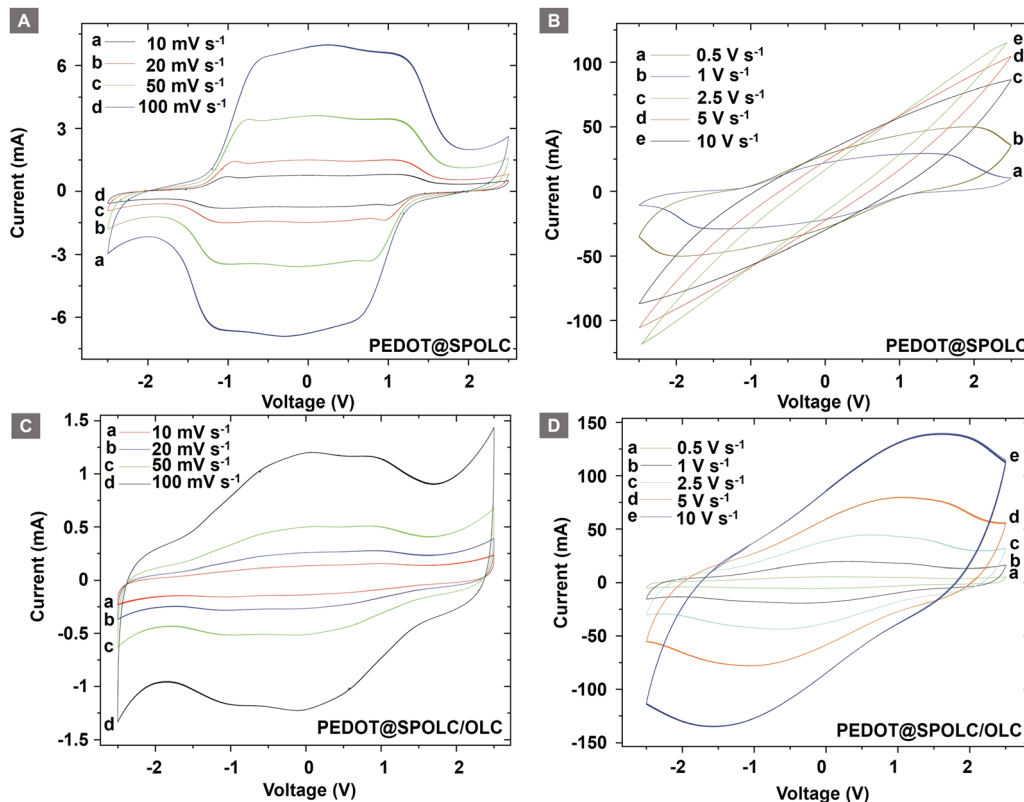 A
a 10 mV s⁻¹
b 20 mV s⁻¹
c 50 mV s⁻¹
d 100 mV s⁻¹
6
3
0
-3
-6
Current (mA)
d
c
b
a
PEDOT@SPOLC
-2 -1 0 1 2
Voltage (V)
B
a 0.5 V s⁻¹
b 1 V s⁻¹
c 2.5 V s⁻¹
d 5 V s⁻¹
e 10 V s⁻¹
100
50
0
-50
-100
Current (mA)
e
d
c
b
a
PEDOT@SPOLC
-2 -1 0 1 2
Voltage (V)
C
a 10 mV s⁻¹
b 20 mV s⁻¹
c 50 mV s⁻¹
d 100 mV s⁻¹
1.5
1
0.5
0
-0.5
-1
-1.5
Current (mA)
a
b
c
d
PEDOT@SPOLC/OLC
-2 -1 0 1 2
Voltage (V)
D
a 0.5 V s⁻¹
b 1 V s⁻¹
c 2.5 V s⁻¹
d 5 V s⁻¹
e 10 V s⁻¹
150
100
50
0
-50
-100
-150
Current (mA)
e
d
c
b
a
PEDOT@SPOLC/OLC
-2 -1 0 1 2
Voltage (V)